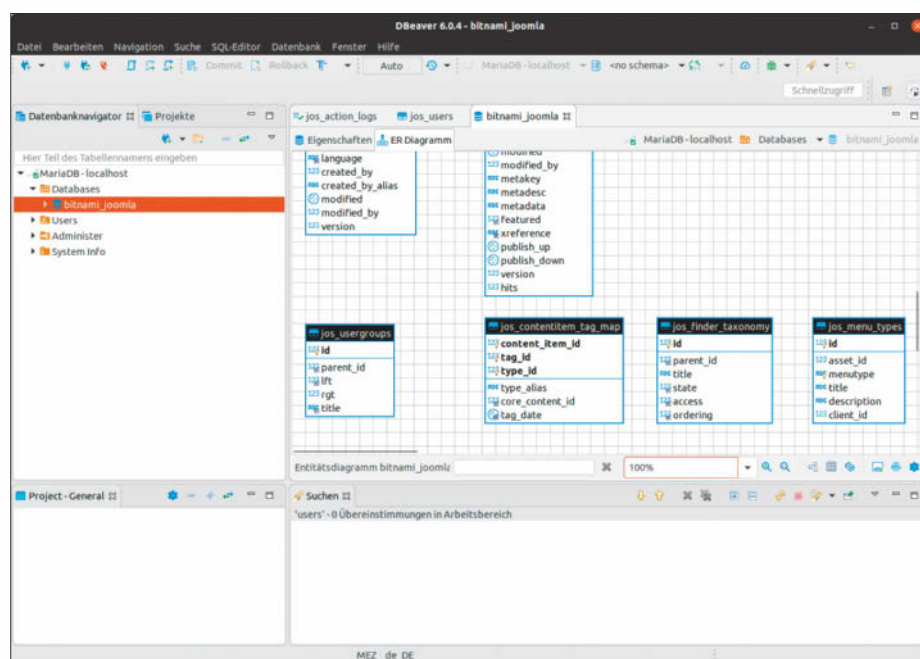 DBeaver 6.0.4 - bitnami_joomla
Datei Bearbeiten Navigation Suche SQL-Editor Datenbank Fenster Hilfe
Commit Rollback Auto MariaDB - localhost <no schema>
Schnellzugriff
Datenbanknavigator Projekte
Hier Teil des Tabellennamens eingeben
MariaDB - localhost
Databases
bitnami_joomla
Users
Administer
System Info
jos_action_logs jos_users bitnami_joomla
Eigenschaften ER Diagramm MariaDB - localhost Databases bitnami_joomla
language
created_by
created_by_alias
modified
modified_by
version
modified
modified_by
metakey
metadesc
metadata
featured
xreference
publish_up
publish_down
version
hits
jos_usergroups
id
parent_id
lft
rgt
title
jos_contentitem_tag_map
content_item_id
tag_id
type_id
type_alias
core_content_id
tag_date
jos_finder_taxonomy
id
parent_id
title
state
access
ordering
jos_menu_types
id
asset_id
menutype
title
description
client_id
Entitätsdiagramm bitnami_joomla 100%
Project - General
Suchen
'users' - 0 Übereinstimmungen in Arbeitsbereich
MEZ de_DE